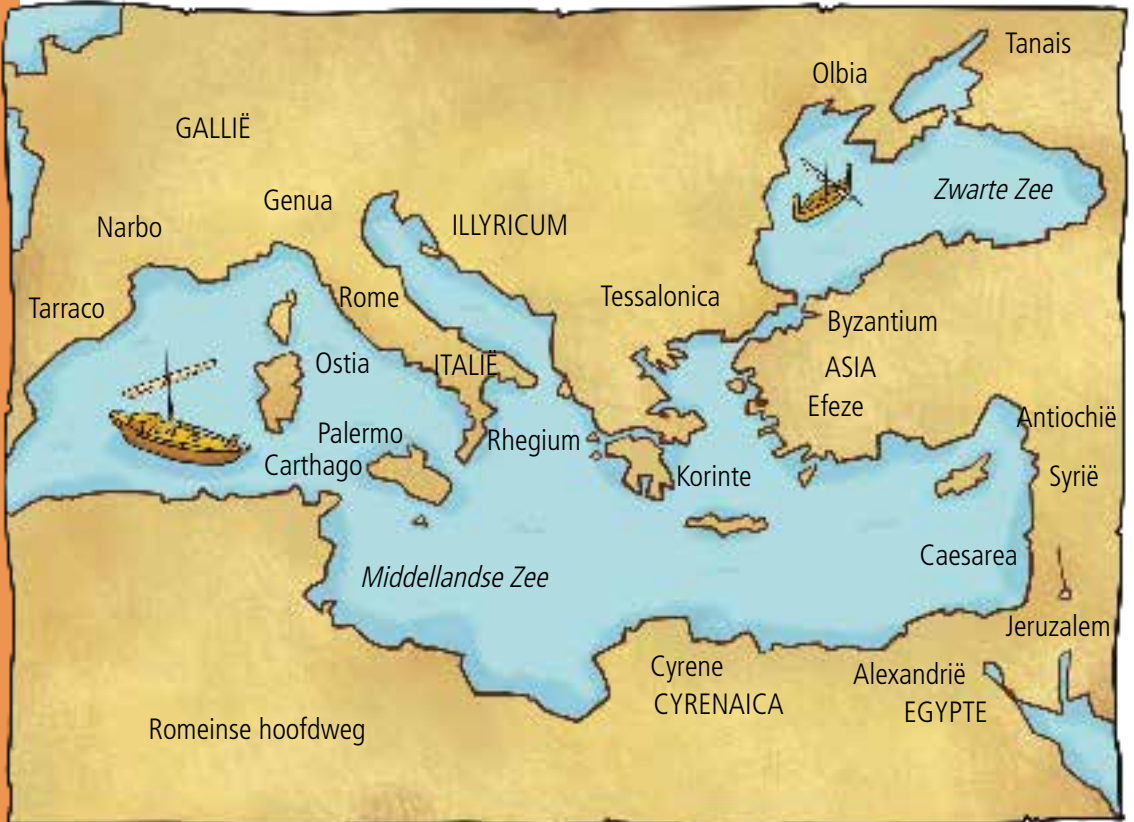 Tanais
Olbia
GALLIË
Zwarte Zee
Genua
Narbo
ILLYRICUM
Tarraco
Rome
Tessalonica
Byzantium
Ostia
ITALIË
ASIA
Efeze
Antiochië
Palermo
Rhegium
Carthago
Korinte
Syrië
Caesarea
Middellandse Zee
Jeruzalem
Cyrene
Alexandrië
CYRENAICA
EGYPTE
Romeinse hoofdweg